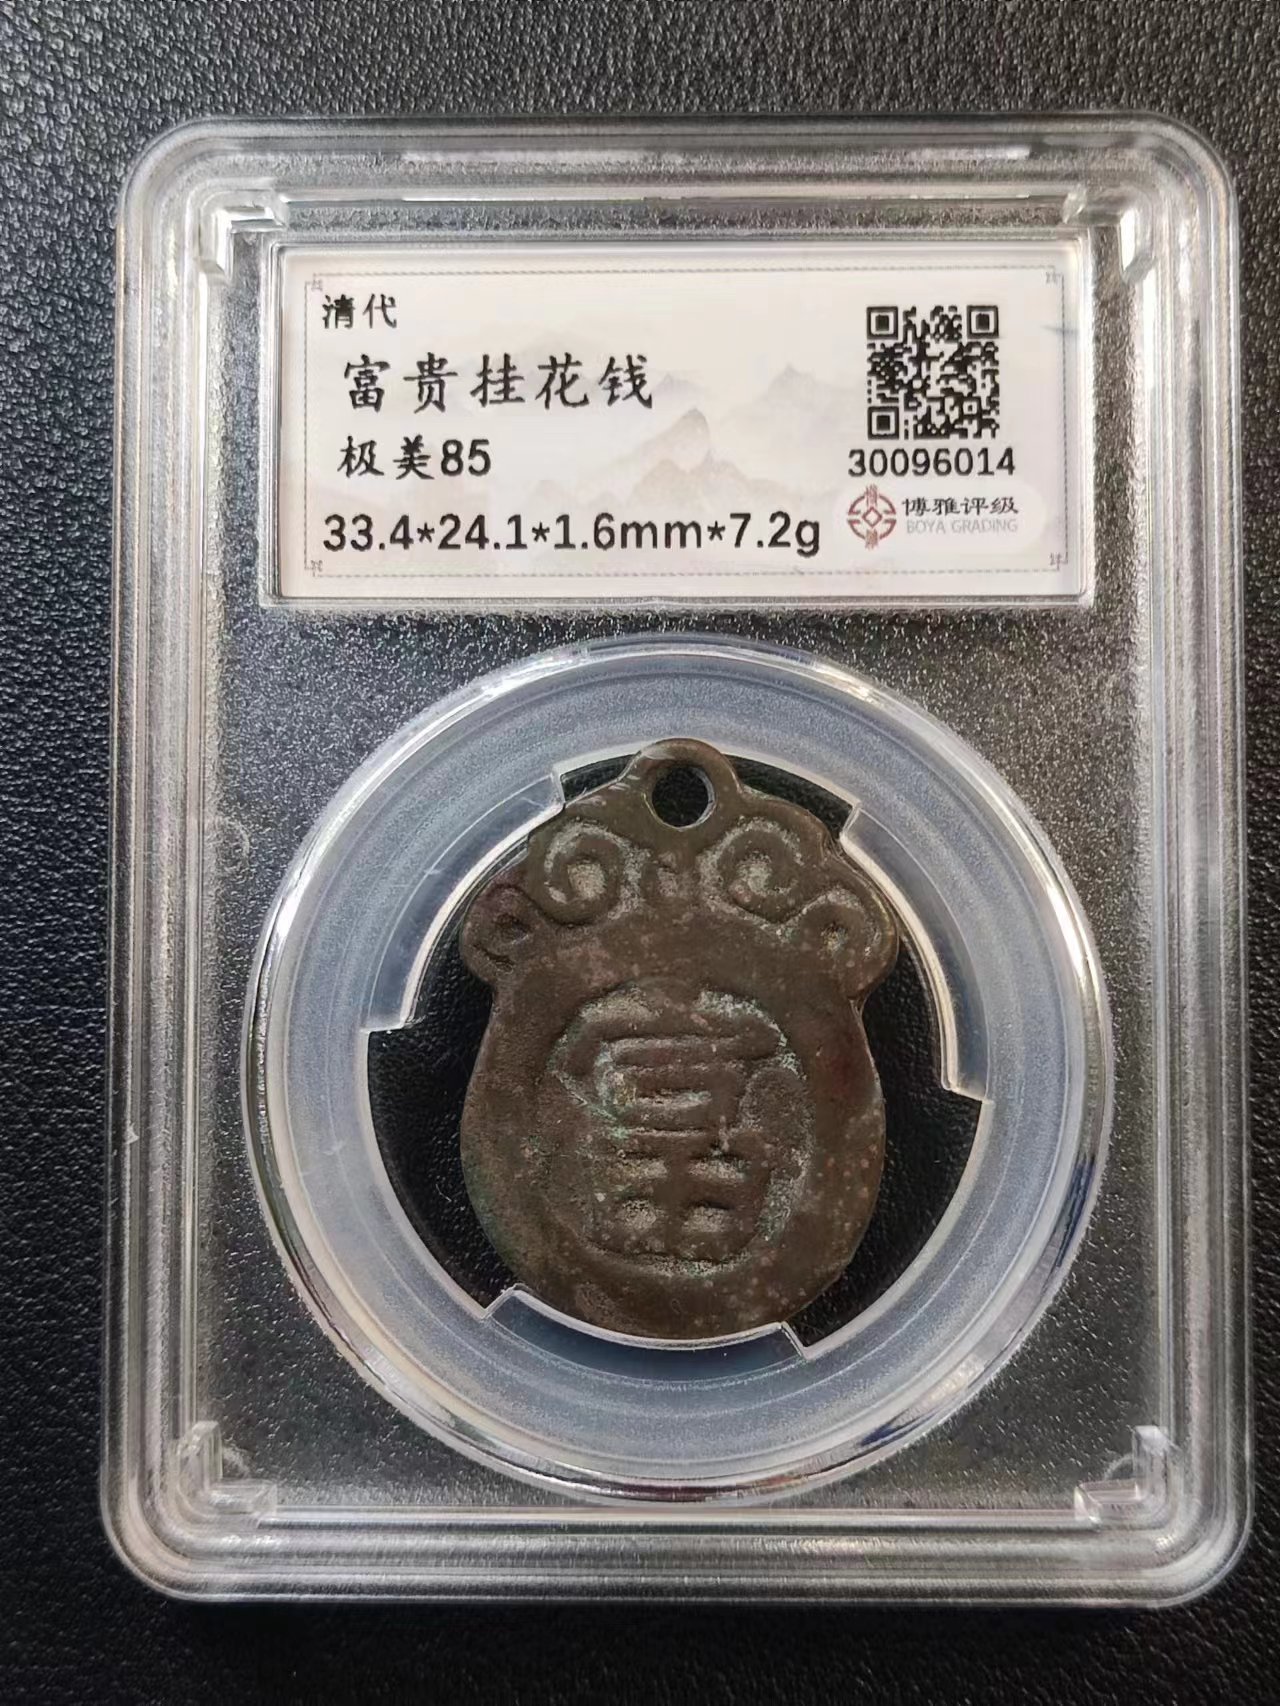 清代
富贵挂花钱
极美85
33.4*24.1*1.6mm*7.2g
30096014
博雅评级
BOYA GRADING
富